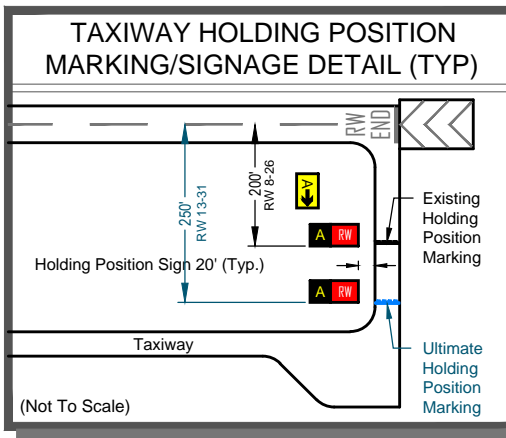 TAXIWAY HOLDING POSITION
MARKING/SIGNAGE DETAIL (TYP)
RW
END
200'
RW 8-26
250'
RW 13-31
A
A RW
Holding Position Sign 20' (Typ.)
A RW
Existing
Holding
Position
Marking
Taxiway
Ultimate
Holding
Position
Marking
(Not To Scale)